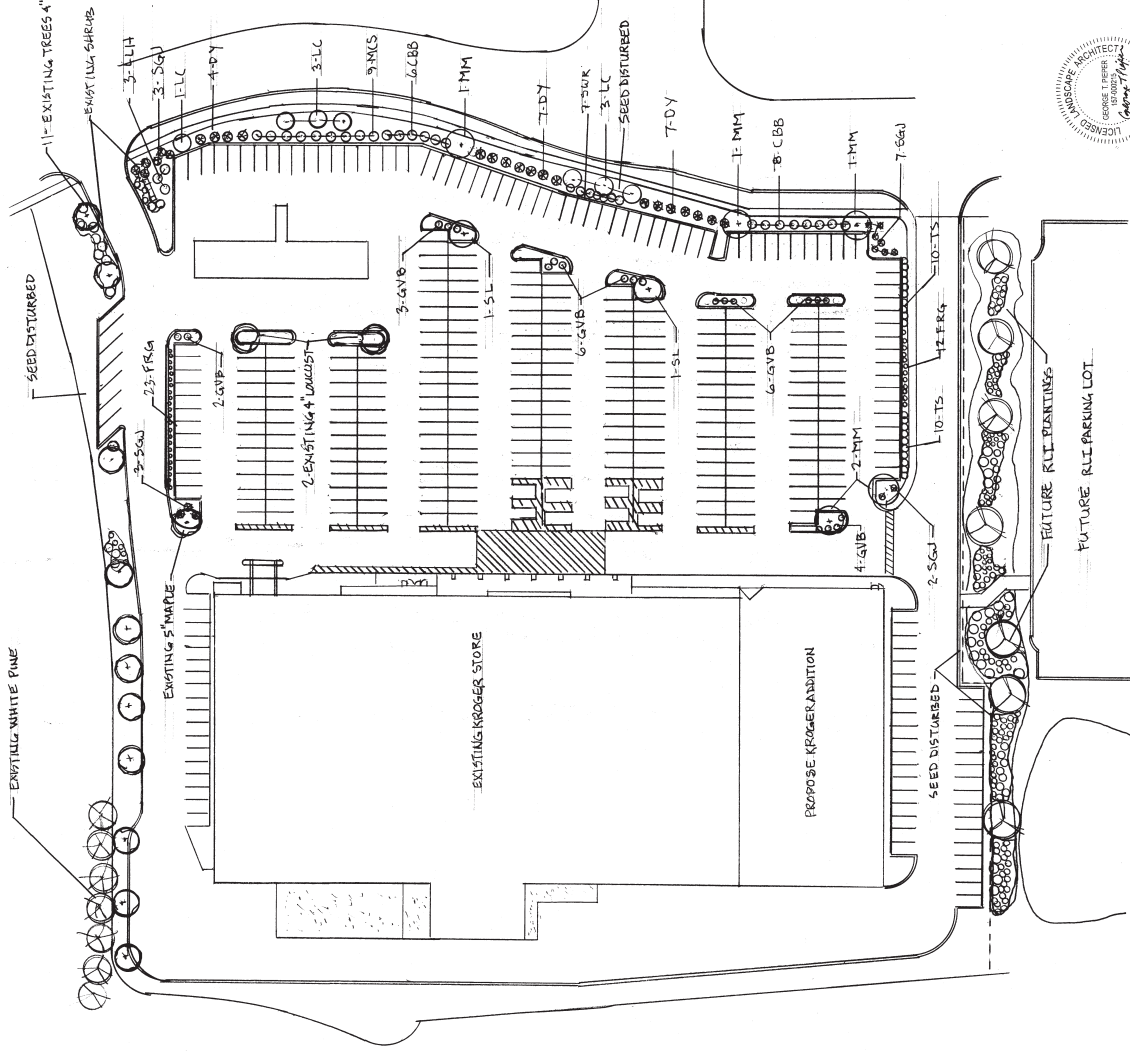 11- EXISTING TREES 4"
EXISTING SHRUB
3-LLH
3-SGJ
1-LC
4-DY
3-LC
9-MCS
6 CBB
1-MM
7-DY
7-SWR
3-LC
SEED DISTURBED
7-DY
1-MM
8-CBB
1-MM
7-SGJ
LICENSED LANDSCAPE ARCHITECT
GEORGE T. PIEPER
157-000215
SEED DISTURBED
23-FRG
2-GVB
3-SGJ
2-EXISTING 4" LOCUST
3-GVB
1-SL
6-GVB
1-SL
6-GVB
10-TS
12 FRG
10-TS
2-MM
4-GVB
2-SGJ
FUTURE RLI PLANTINGS
FUTURE RLI PARKING LOT
EXISTING 5" MAPLE
EXISTING WHITE PINE
EXISTING KROGER STORE
PROPOSE KROGER ADDITION
SEED DISTURBED